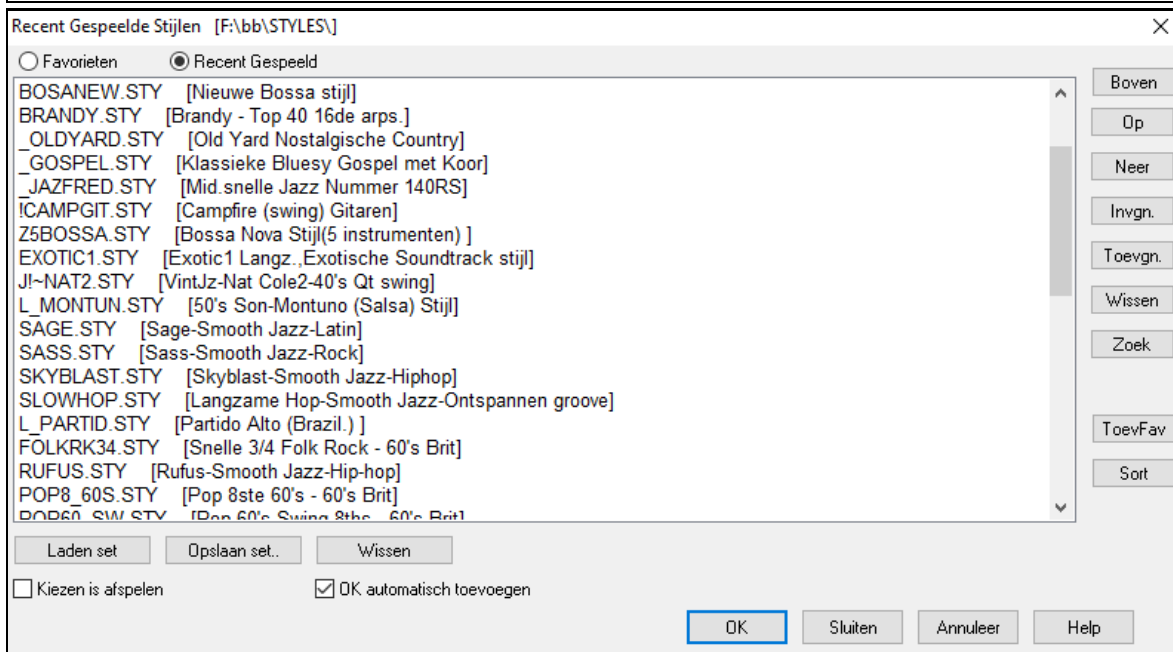 Recent Gespeelde Stijlen [F:\bb\STYLES\]
Favorieten Recent Gespeeld
BOSANEW.STY [Nieuwe Bossa stijl]
BRANDY.STY [Brandy - Top 40 16de arps.]
_OLDYARD.STY [Old Yard Nostalgische Country]
_GOSPEL.STY [Klassieke Bluesy Gospel met Koor]
_JAZFRED.STY [Mid.snelle Jazz Nummer 140RS]
!CAMPGIT.STY [Campfire (swing) Gitaren]
Z5BOSSA.STY [Bossa Nova Stijl(5 instrumenten) ]
EXOTIC1.STY [Exotic1 Langz.,Exotische Soundtrack stijl]
J!~NAT2.STY [VintJz-Nat Cole2-40's Qt swing]
L_MONTUN.STY [50's Son-Montuno (Salsa) Stijl]
SAGE.STY [Sage-Smooth Jazz-Latin]
SASS.STY [Sass-Smooth Jazz-Rock]
SKYBLAST.STY [Skyblast-Smooth Jazz-Hiphop]
SLOWHOP.STY [Langzame Hop-Smooth Jazz-Ontspannen groove]
L_PARTID.STY [Partido Alto (Brazil.) ]
FOLKRK34.STY [Snelle 3/4 Folk Rock - 60's Brit]
RUFUS.STY [Rufus-Smooth Jazz-Hip-hop]
POP8_60S.STY [Pop 8ste 60's - 60's Brit]
POP60_SW.STY [Pop 60's Swing 8ths - 60's Brit]
Boven
Op
Neer
Invgn.
Toevgn.
Wissen
Zoek
ToevFav
Sort
Laden set Opslaan set.. Wissen
Kiezen is afspelen OK automatisch toevoegen
OK Sluiten Annuleer Help